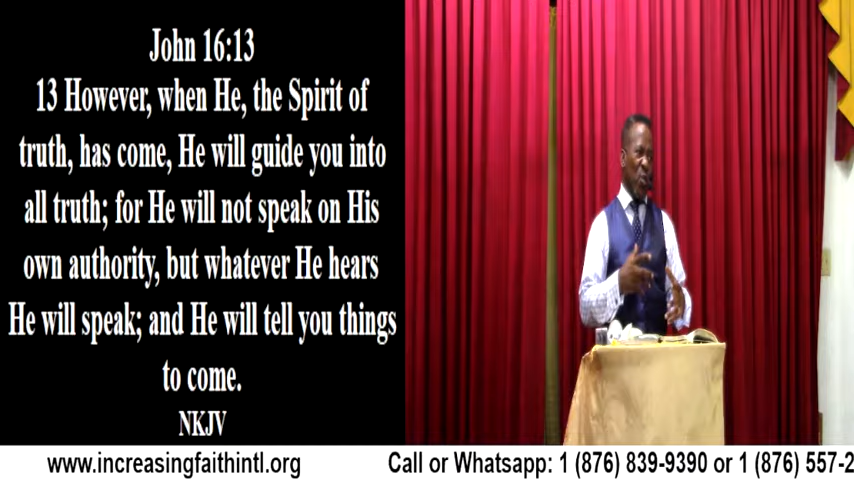 John 16:13
13 However, when He, the Spirit of
truth, has come, He will guide you into
all truth; for He will not speak on His
own authority, but whatever He hears
He will speak; and He will tell you things
to come.
NKJV
www.increasingfaithintl.org
Call or Whatsapp: 1 (876) 839-9390 or 1 (876) 557-2